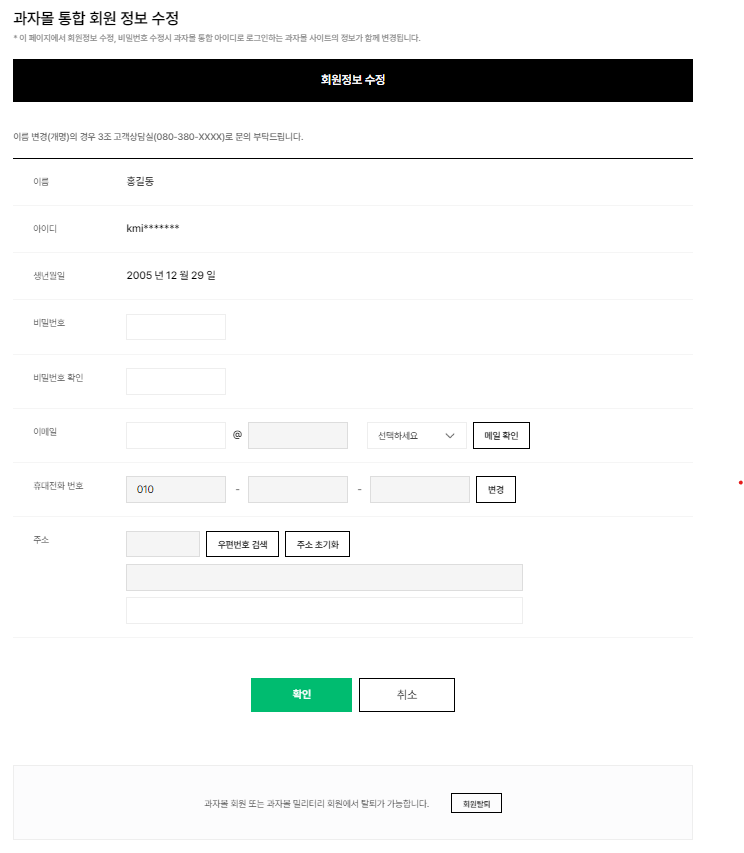 과자몰 통합 회원 정보 수정
* 이 페이지에서 회원정보 수정, 비밀번호 수정시 과자몰 통합 아이디로 로그인하는 과자몰 사이트의 정보가 함께 변경됩니다.
회원정보 수정
이름 변경(개명)의 경우 3조 고객상담실(080-380-XXXX)로 문의 부탁드립니다.
이름 홍길동
아이디 kmi*******
생년월일 2005 년 12 월 29 일
비밀번호
비밀번호 확인
이메일 @ 선택하세요 메일 확인
휴대전화 번호 010 - - 변경
주소 우편번호 검색 주소 초기화
확인 취소
과자몰 회원 또는 과자몰 밀리티리 회원에서 탈퇴가 가능합니다. 회원탈퇴